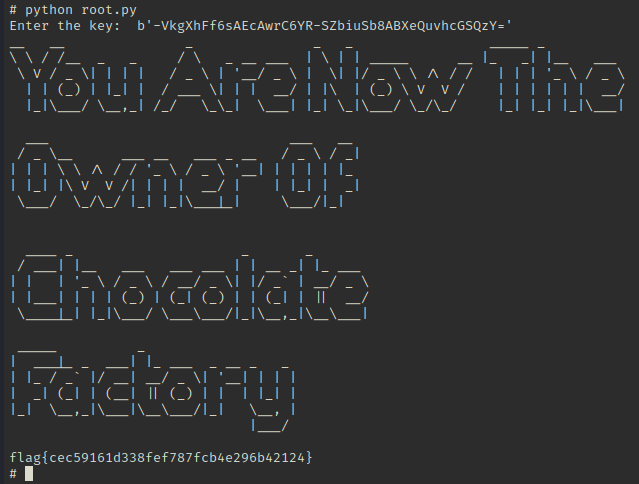 # python root.py
Enter the key:  b'-VkgXhFf6sAEcAwrC6YR-SZbiuSb8ABXeQuvhcGSQzY='
You Are Now The
Owner Of
Chocolate
Factory
flag{cec59161d338fef787fcb4e296b42124}
#